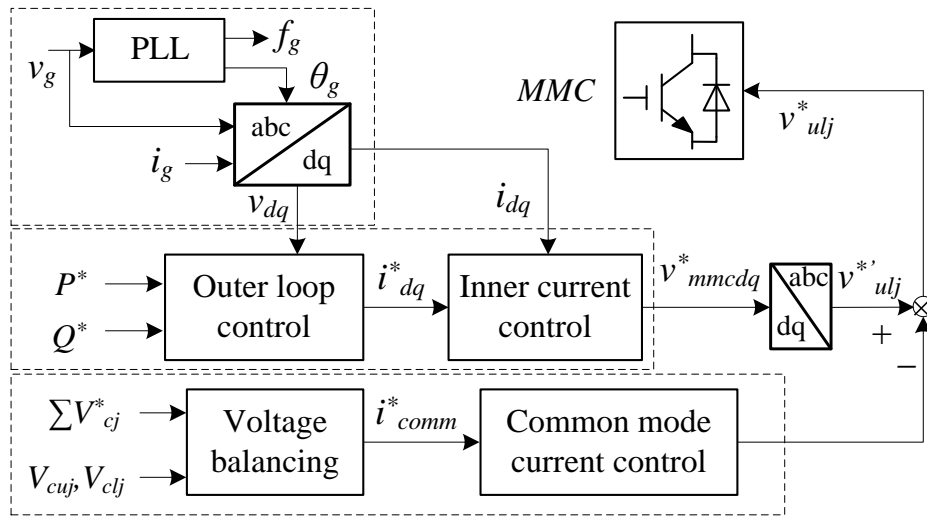 PLL
f_g
v_g
θ_g
MMC
v*_ulj
abc
dq
i_g
v_dq
i_dq
P*
Q*
Outer loop
control
i*_dq
Inner current
control
v*_mmcdq
abc
dq
v*'_ulj
+
−
∑V*_cj
V_cuj, V_clj
Voltage
balancing
i*_comm
Common mode
current control